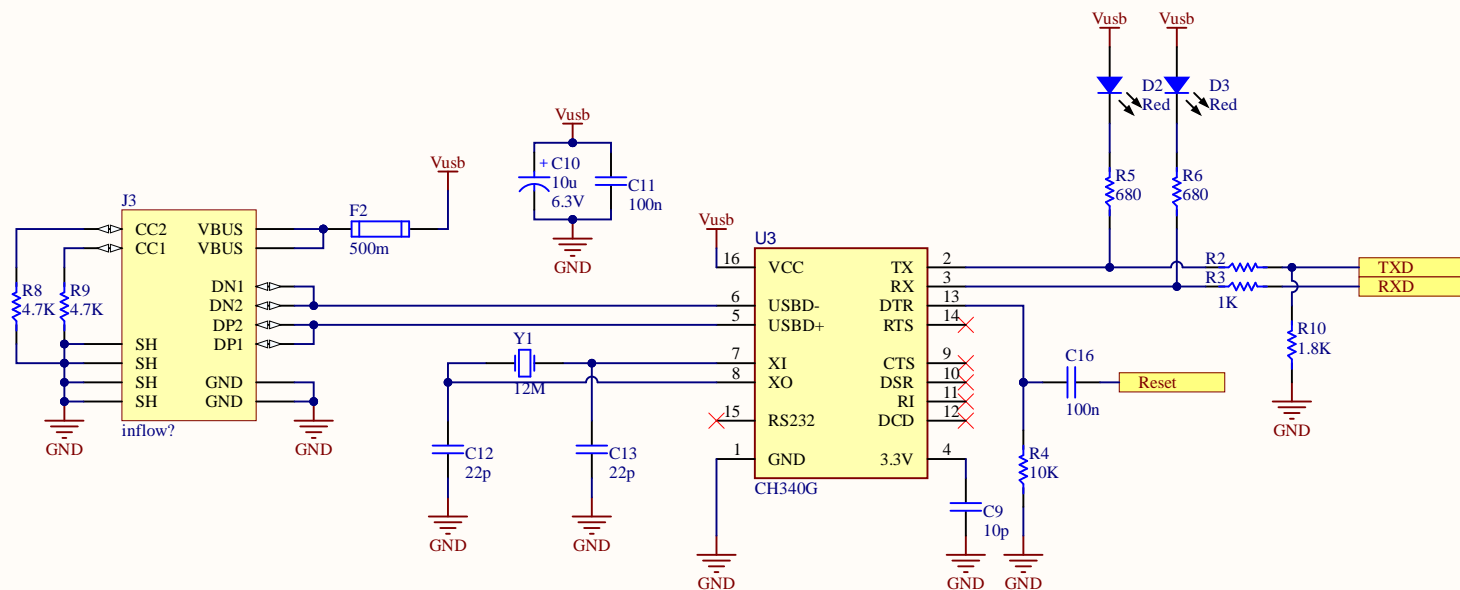 Vusb
Vusb
D2
Red
D3
Red
Vusb
C10
10u
6.3V
C11
100n
Vusb
R5
680
R6
680
J3
F2
500m
Vusb
U3
GND
CC2
VBUS
CC1
VBUS
16
VCC
TX
2
R2
TXD
DN1
R8
4.7K
R9
4.7K
RX
3
R3
RXD
1K
DN2
6
USBD-
DTR
13
DP2
5
USBD+
RTS
14
R10
1.8K
DP1
SH
Y1
12M
SH
7
XI
CTS
9
C16
100n
SH
GND
8
XO
DSR
10
Reset
SH
GND
RI
11
15
RS232
DCD
12
inflow?
GND
GND
GND
C12
22p
C13
22p
1
GND
3.3V
4
R4
10K
CH340G
C9
10p
GND
GND
GND
GND
GND
+